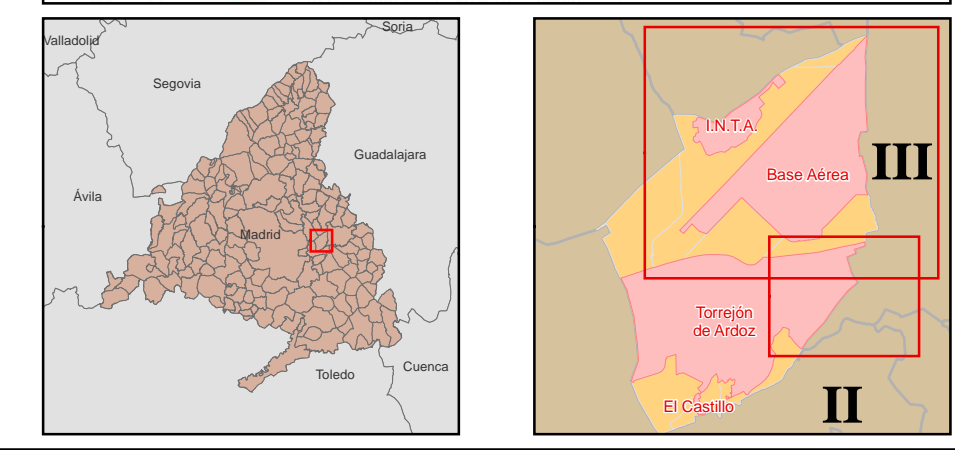 Soria
Valladolid
Segovia
Guadalajara
Ávila
Madrid
Cuenca
Toledo
I.N.T.A.
III
Base Aérea
Torrejón
de Ardoz
El Castillo
II